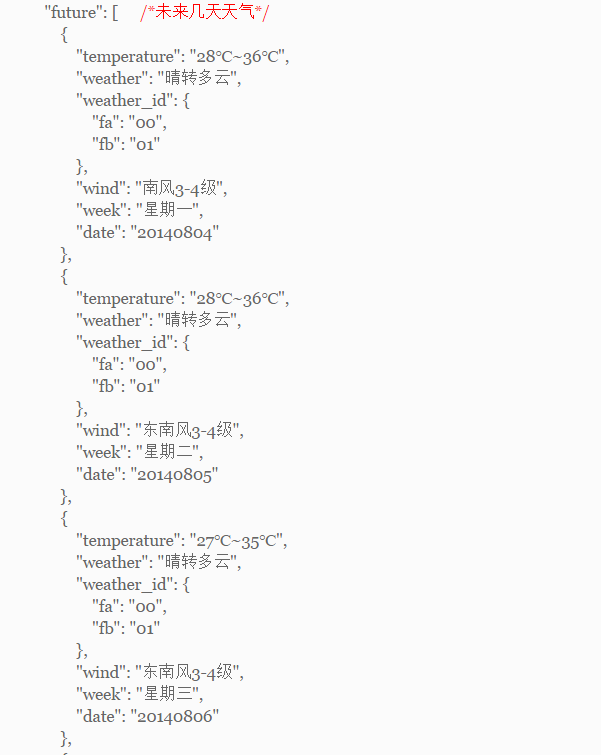 "future": [ /*未来几天天气*/
{
"temperature": "28℃~36℃",
"weather": "晴转多云",
"weather_id": {
"fa": "00",
"fb": "01"
},
"wind": "南风3-4级",
"week": "星期一",
"date": "20140804"
},
{
"temperature": "28℃~36℃",
"weather": "晴转多云",
"weather_id": {
"fa": "00",
"fb": "01"
},
"wind": "东南风3-4级",
"week": "星期二",
"date": "20140805"
},
{
"temperature": "27℃~35℃",
"weather": "晴转多云",
"weather_id": {
"fa": "00",
"fb": "01"
},
"wind": "东南风3-4级",
"week": "星期三",
"date": "20140806"
},